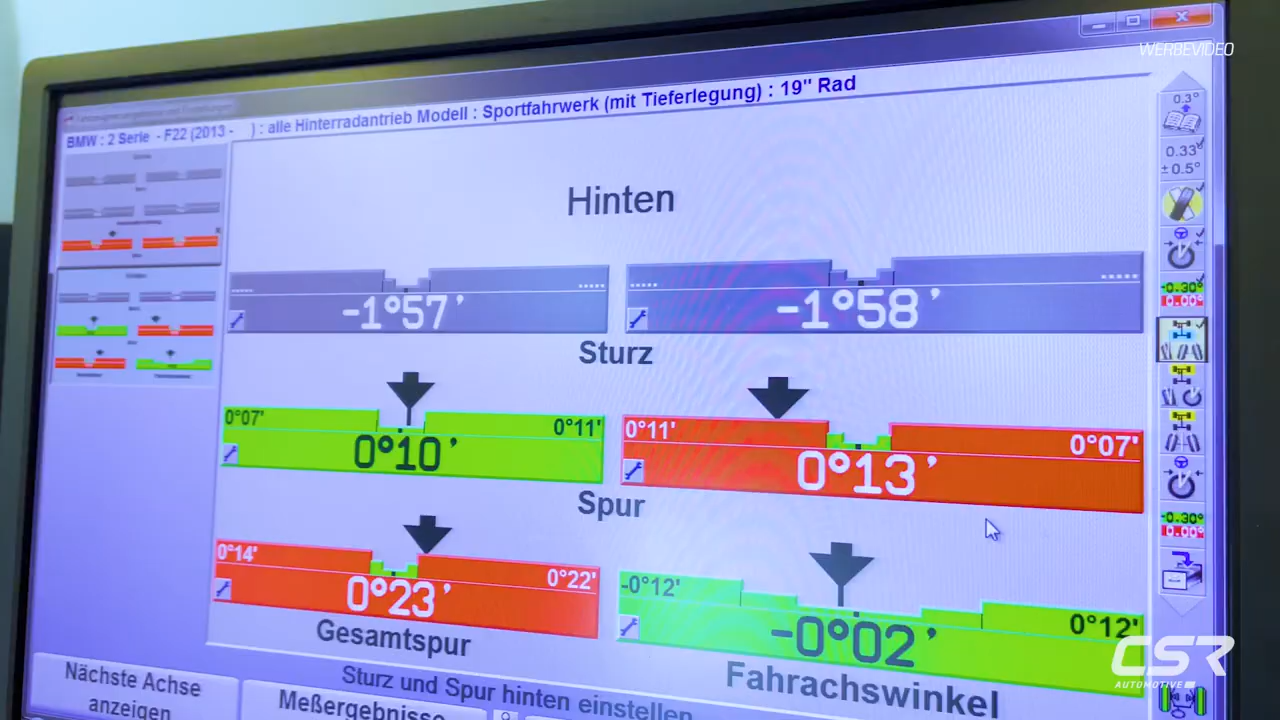 WERBEVIDEO
BMW : 2 Serie - F22 (2013 - ) : alle Hinterradantrieb Modell : Sportfahrwerk (mit Tieferlegung) : 19" Rad
Hinten
-1°57' -1°58'
Sturz
0°07' 0°11' 0°11' 0°07'
0°10' 0°13'
Spur
0°14' 0°22' -0°12' 0°12'
0°23' -0°02'
Gesamtspur Fahrachswinkel
Sturz und Spur hinten einstellen
Nächste Achse
anzeigen
Meßergebnisse
0.3°
0.33°
±0.5°
-0.30°
0.00°
-0.30°
0.00°
CSR
AUTOMOTIVE